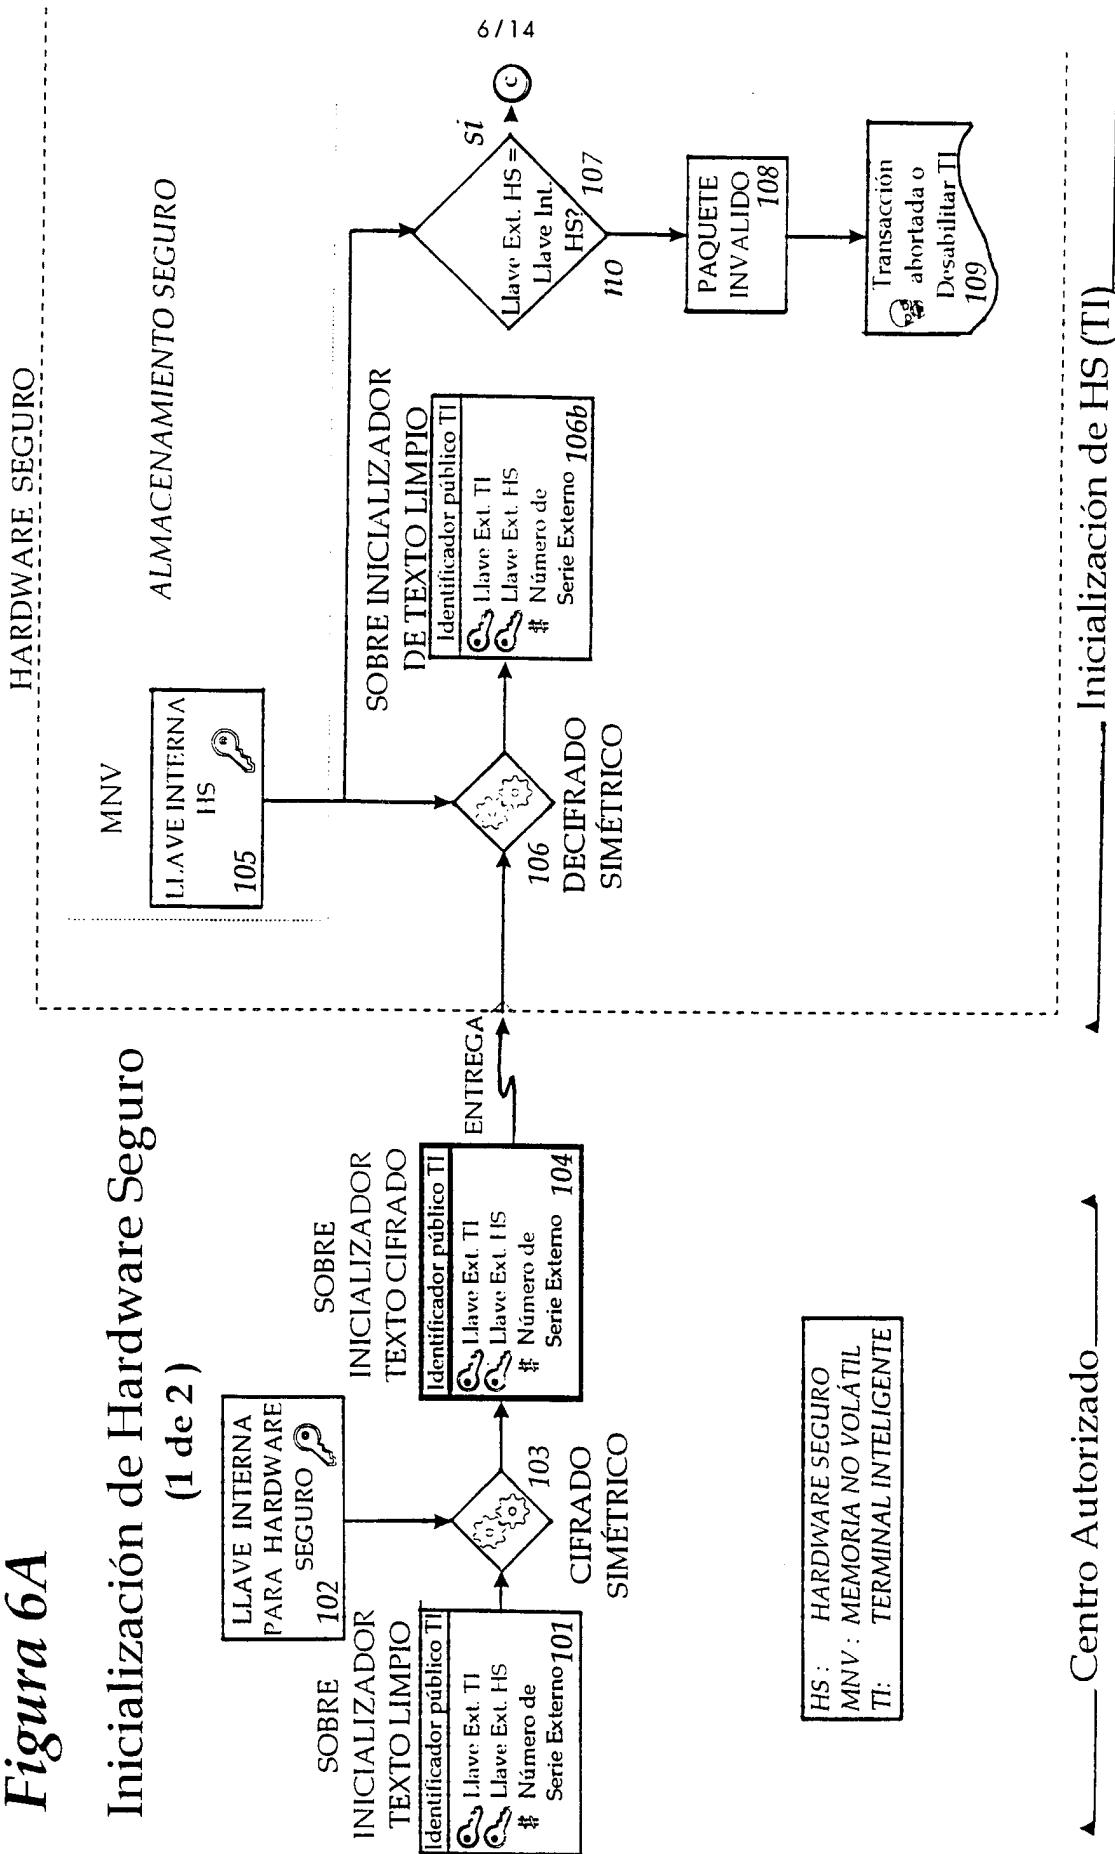 6/14
Figura 6A
Inicialización de Hardware Seguro
(1 de 2 )
SOBRE
INICIALIZADOR
TEXTO LIMPIO
Identificador público TI
Llave Ext. TI
Llave Ext. HS
# Número de
Serie Externo 101
LLAVE INTERNA
PARA HARDWARE
SEGURO
102
103
CIFRADO
SIMÉTRICO
SOBRE
INICIALIZADOR
TEXTO CIFRADO
Identificador público TI
Llave Ext. TI
Llave Ext. HS
# Número de
Serie Externo 104
ENTREGA
HARDWARE SEGURO
MNV
ALMACENAMIENTO SEGURO
LLAVE INTERNA
HS
105
106
DECIFRADO
SIMÉTRICO
SOBRE INICIALIZADOR
DE TEXTO LIMPIO
Identificador público TI
Llave Ext. TI
Llave Ext. HS
# Número de
Serie Externo 106b
Llave Ext. HS =
Llave Int.
HS?
107
si
c
no
PAQUETE
INVALIDO
108
Transacción
abortada o
Desabilitar TI
109
HS : HARDWARE SEGURO
MNV : MEMORIA NO VOLÁTIL
TI: TERMINAL INTELIGENTE
Centro Autorizado
Inicialización de HS (TI)